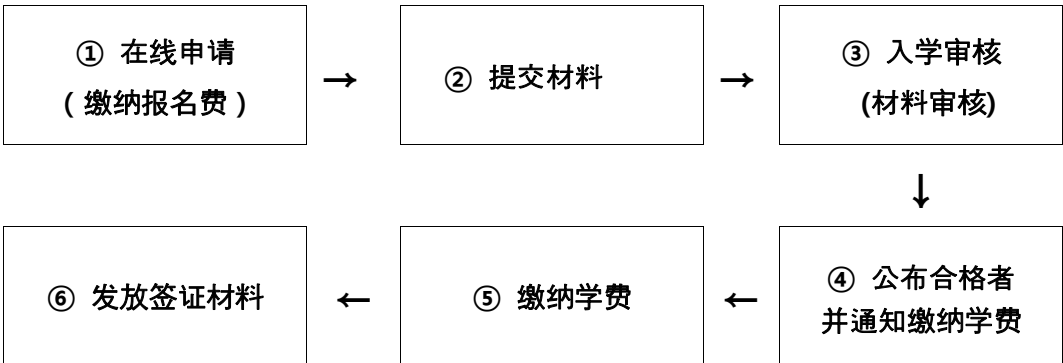 ① 在线申请
( 缴纳报名费 )
→
② 提交材料
→
③ 入学审核
(材料审核)
↓
④ 公布合格者
并通知缴纳学费
←
⑤ 缴纳学费
←
⑥ 发放签证材料